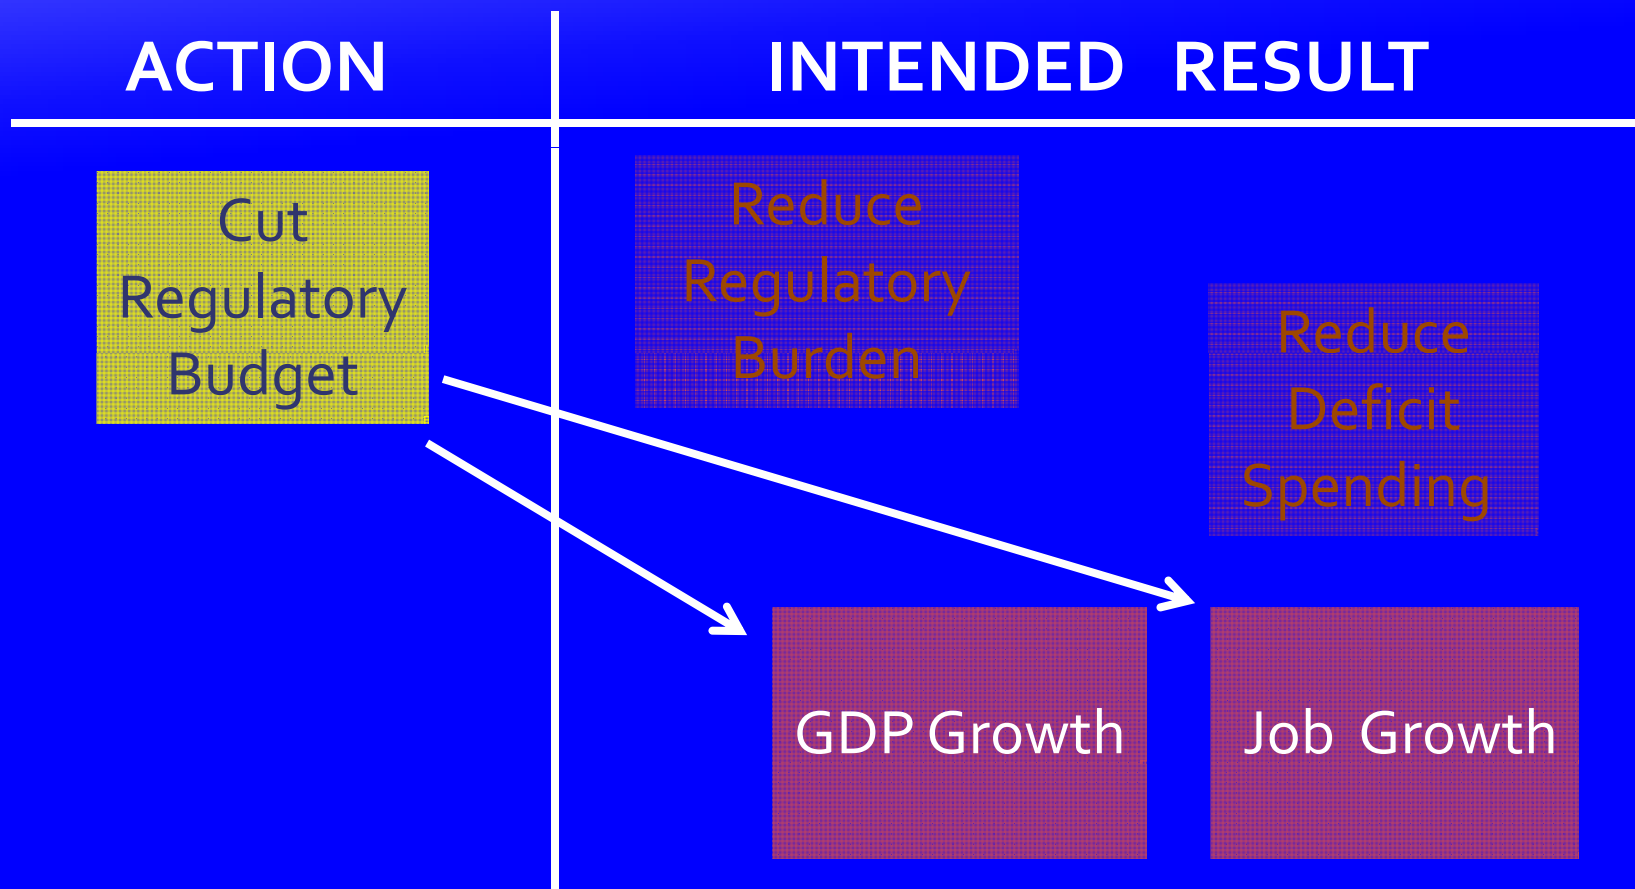 ACTION
INTENDED RESULT
Cut
Regulatory
Budget
Reduce
Regulatory
Burden
Reduce
Deficit
Spending
GDP Growth
Job Growth